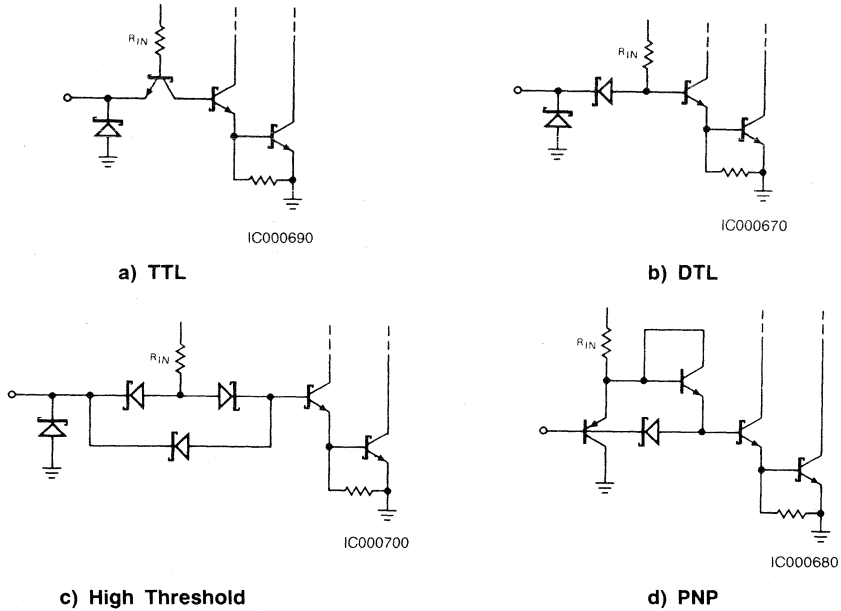 RIN
IC000690
a) TTL
RIN
IC000670
b) DTL
RIN
IC000700
c) High Threshold
RIN
IC000680
d) PNP